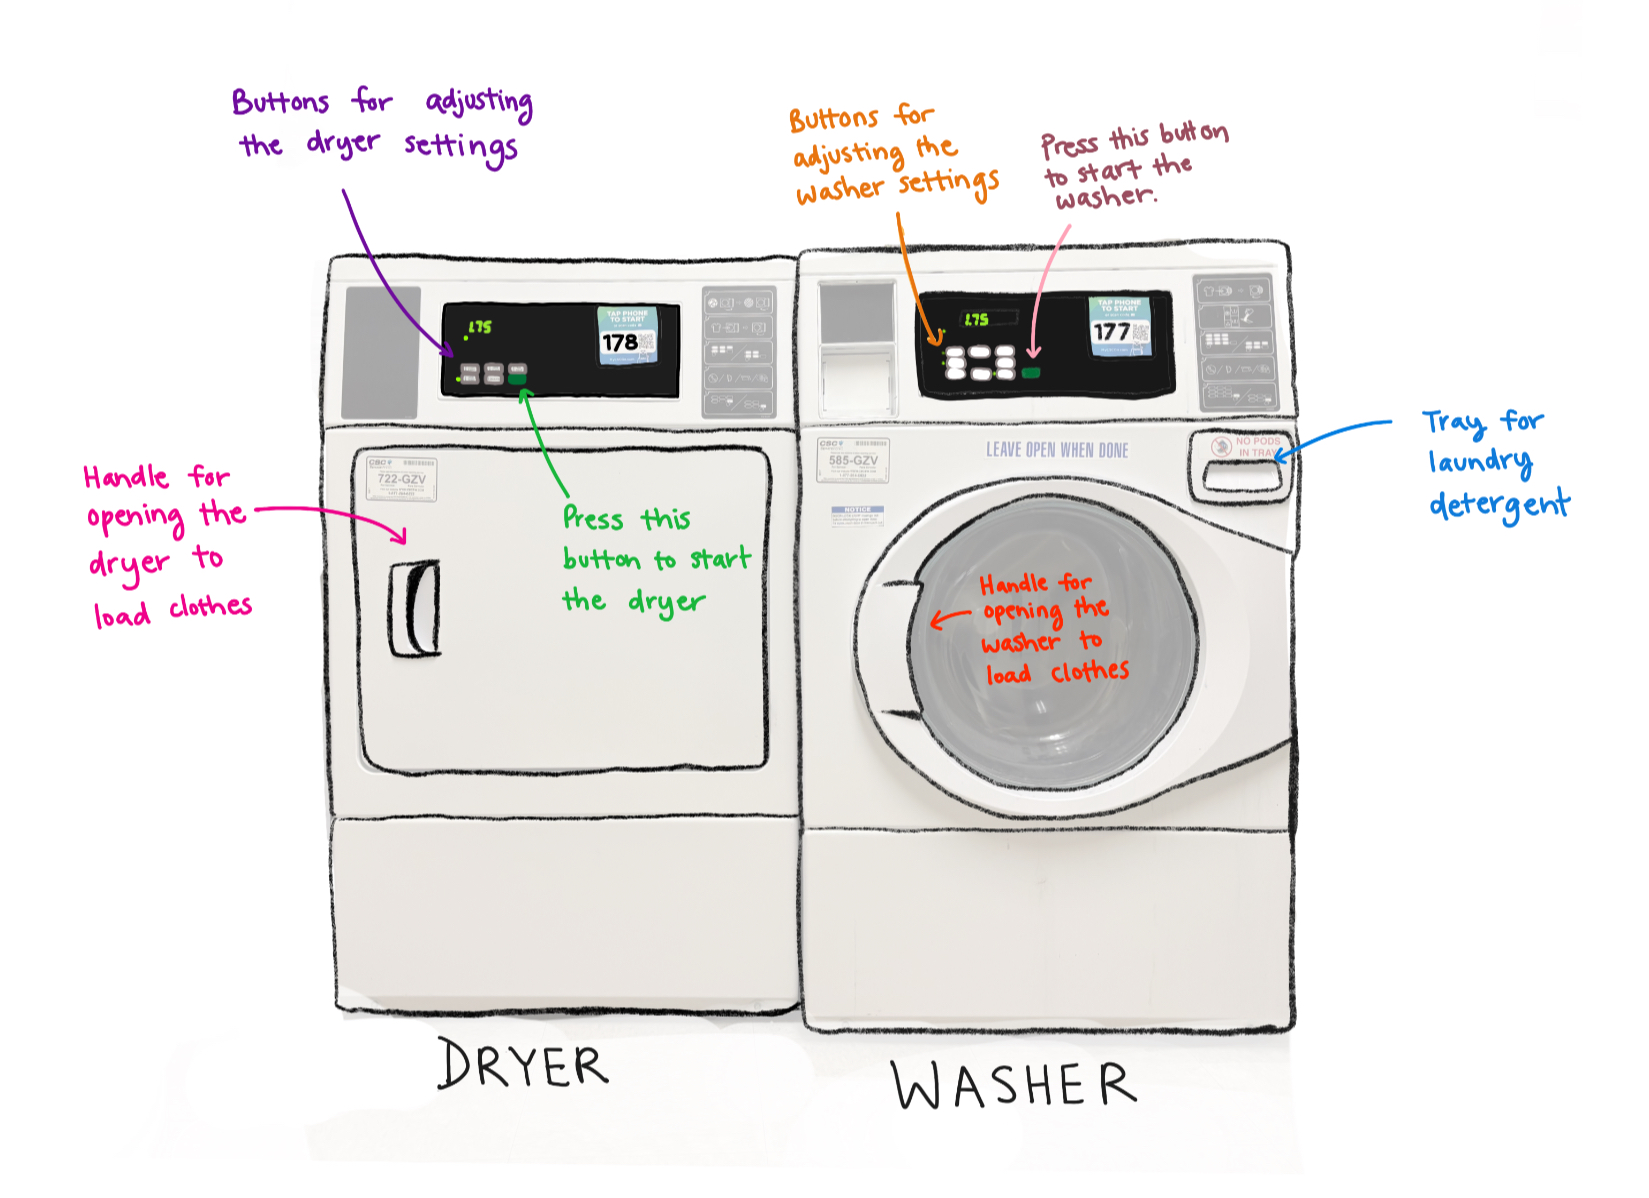 Buttons for adjusting
the dryer settings
Buttons for
adjusting the
washer settings
Press this button
to start the
washer.
1.75
TAP PHONE
TO START
178
1.75
TAP PHONE
TO START
177
CSC
722-GZV
CSC
585-GZV
NOTICE
LEAVE OPEN WHEN DONE
NO PODS
IN TRAY
Tray for
laundry
detergent
Handle for
opening the
dryer to
load clothes
Press this
button to start
the dryer
Handle for
opening the
washer to
load clothes
DRYER
WASHER